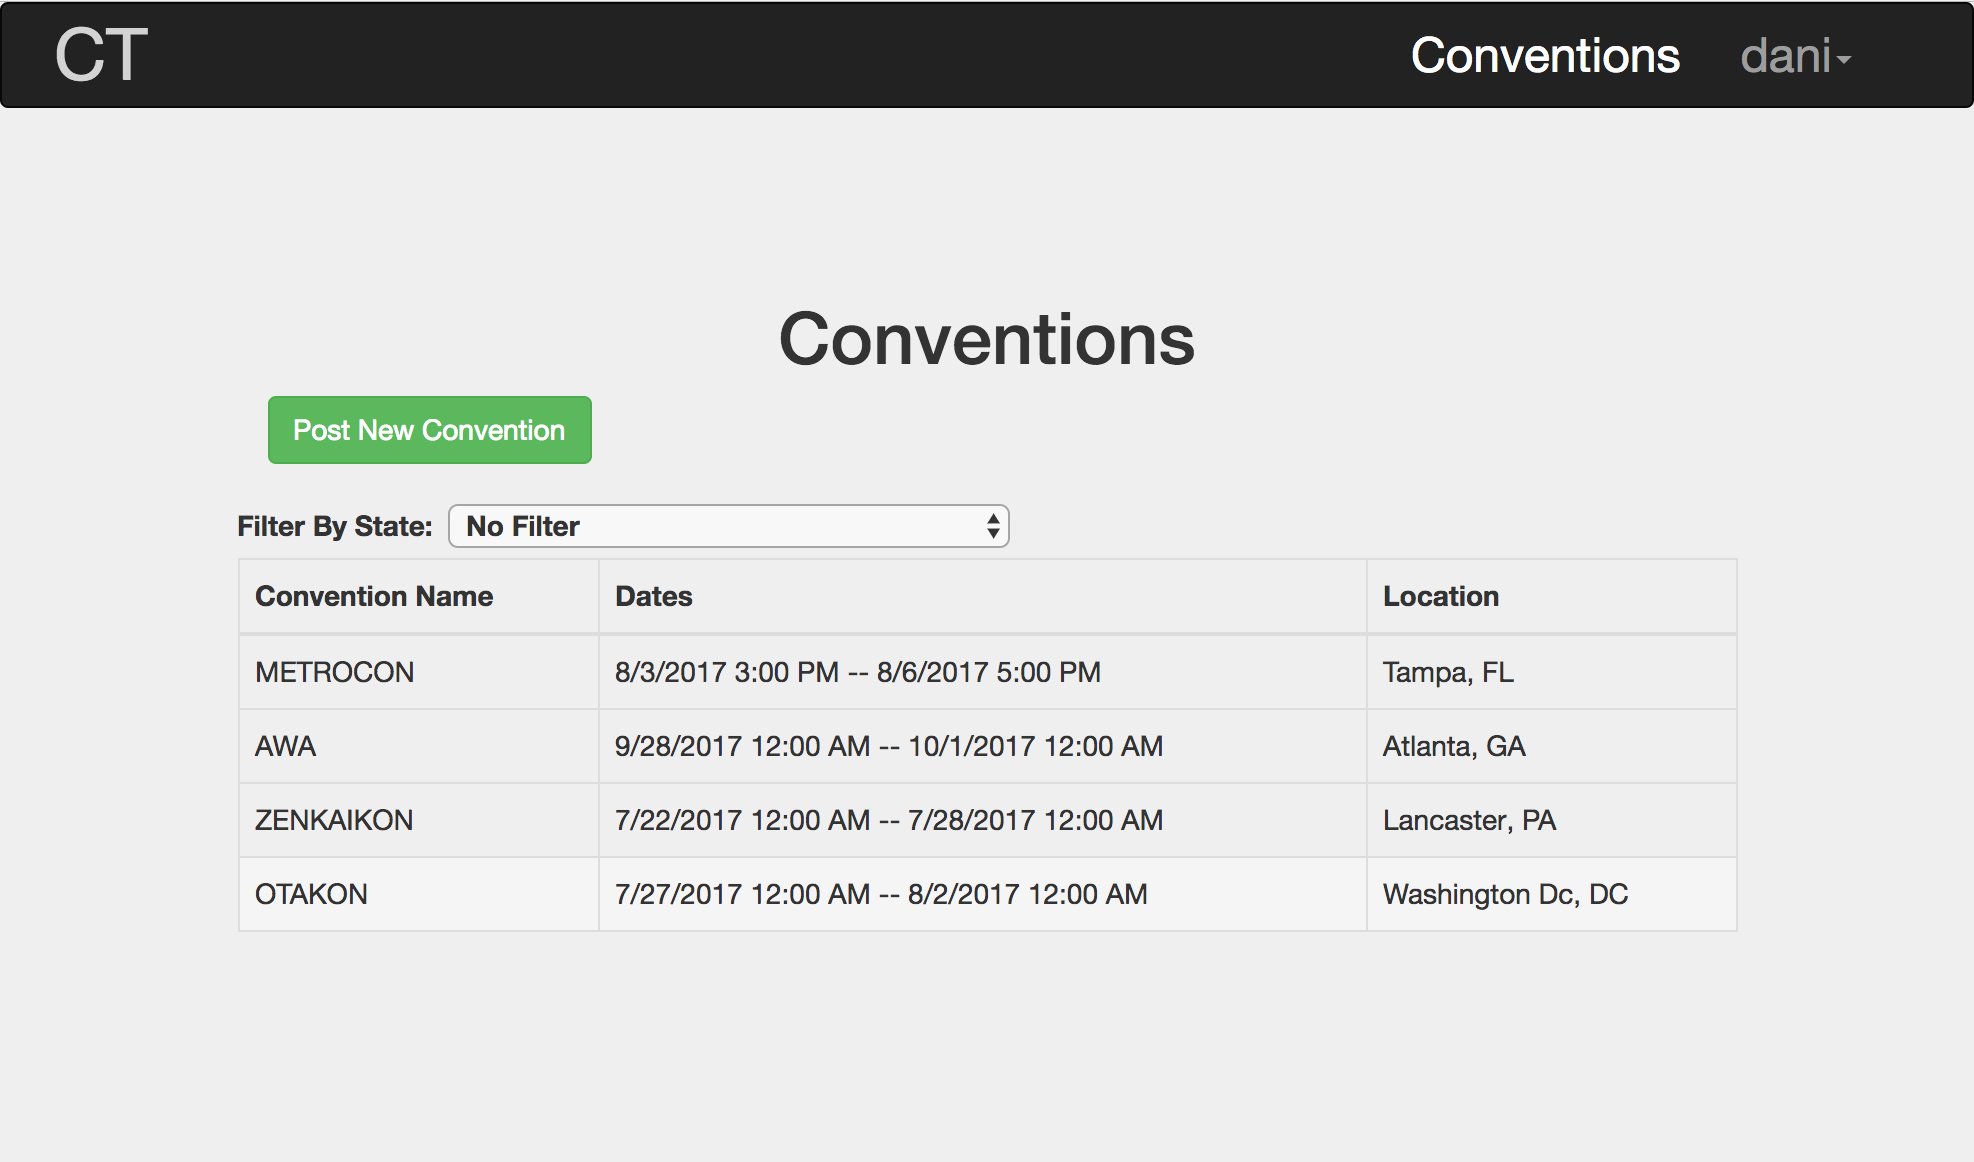 CT Conventions dani
Conventions
Post New Convention
Filter By State: No Filter
Convention Name Dates Location
METROCON 8/3/2017 3:00 PM -- 8/6/2017 5:00 PM Tampa, FL
AWA 9/28/2017 12:00 AM -- 10/1/2017 12:00 AM Atlanta, GA
ZENKAIKON 7/22/2017 12:00 AM -- 7/28/2017 12:00 AM Lancaster, PA
OTAKON 7/27/2017 12:00 AM -- 8/2/2017 12:00 AM Washington Dc, DC